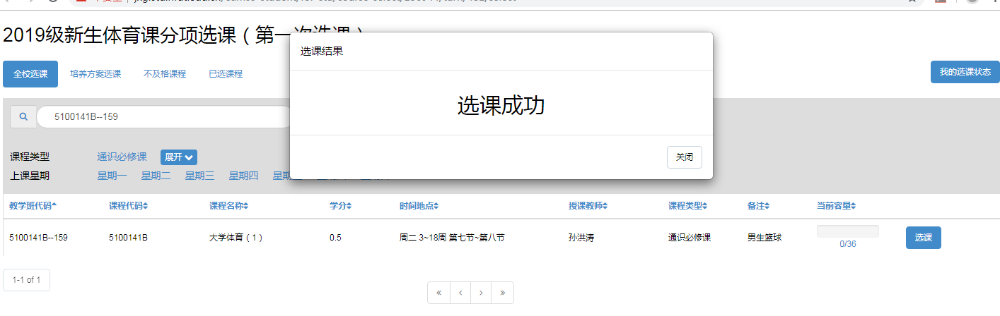 2019级新生体育课分项选课（第一次选课）
选课结果
全校选课 培养方案选课 不及格课程 已选课程
我的选课状态
选课成功
5100141B--159
课程类型 通识必修课 展开
关闭
上课星期 星期一 星期二 星期三 星期四
教学班代码 课程代码 课程名称 学分 时间地点 授课教师 课程类型 备注 当前容量
5100141B--159 5100141B 大学体育（1） 0.5 周二 3~18周 第七节~第八节 孙洪涛 通识必修课 男生篮球 0/36 选课
1-1 of 1
« ‹ › »